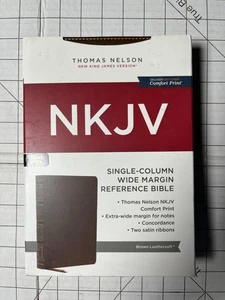 THOMAS NELSON
NEW KING JAMES VERSION®
Comfort Print®
NKJV
SINGLE-COLUMN
WIDE MARGIN
REFERENCE BIBLE
• Thomas Nelson NKJV
Comfort Print
• Extra-wide margin for notes
• Concordance
• Two satin ribbons
Brown Leathersoft™